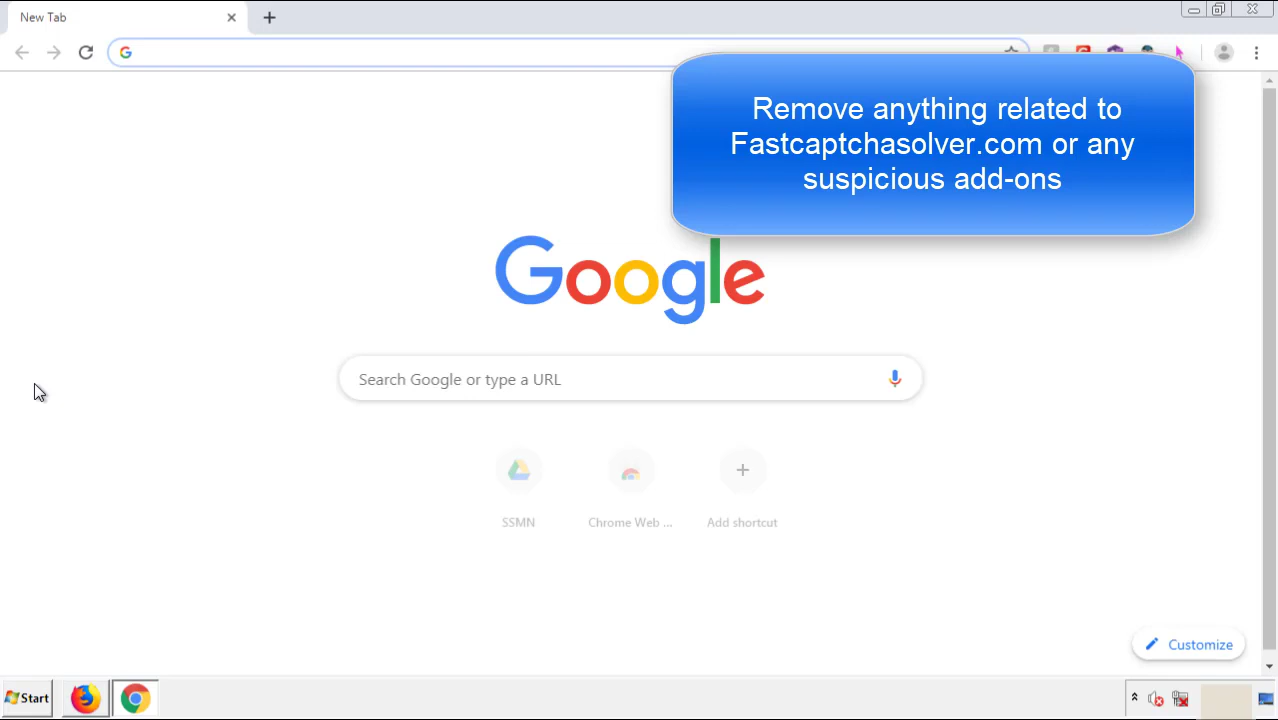 New Tab
Remove anything related to
Fastcaptchasolver.com or any
suspicious add-ons
Google
Search Google or type a URL
SSMN
Chrome Web ...
Add shortcut
Customize
Start